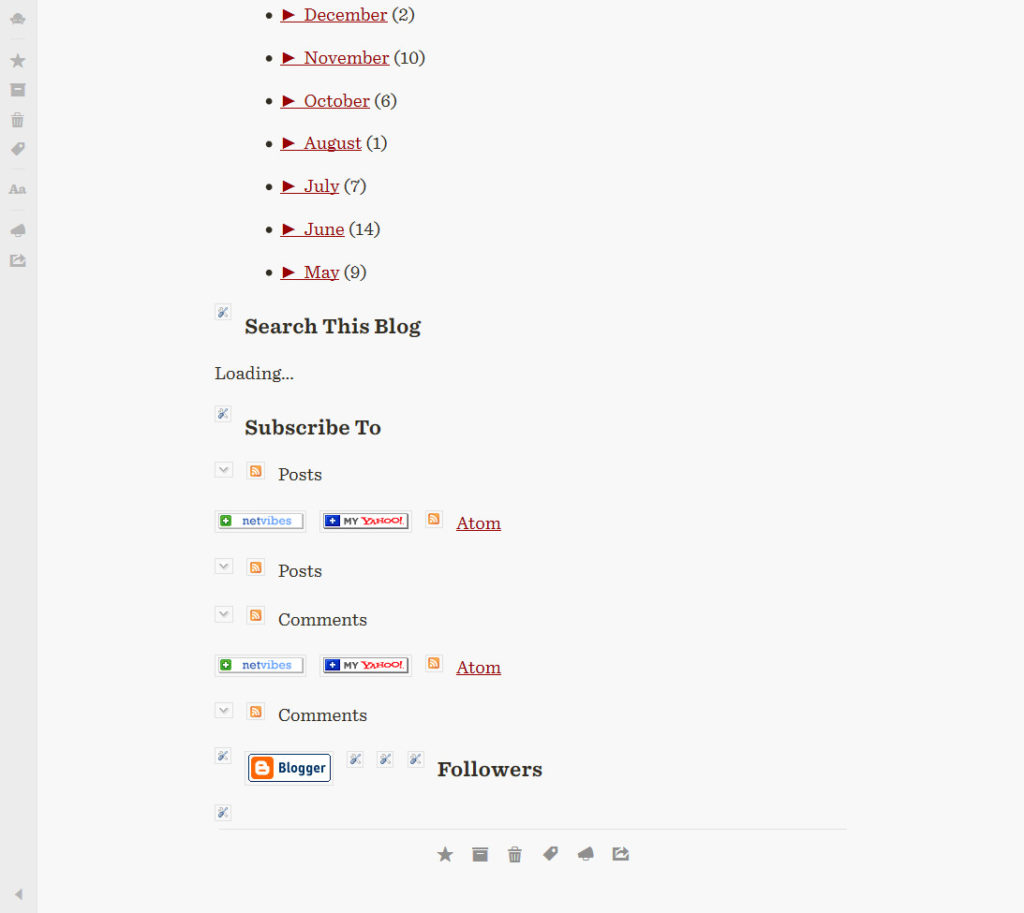 ► December (2)
► November (10)
► October (6)
► August (1)
► July (7)
► June (14)
► May (9)
Aa
Search This Blog
Loading...
Subscribe To
Posts
netvibes MY YAHOO! Atom
Posts
Comments
netvibes MY YAHOO! Atom
Comments
Blogger Followers